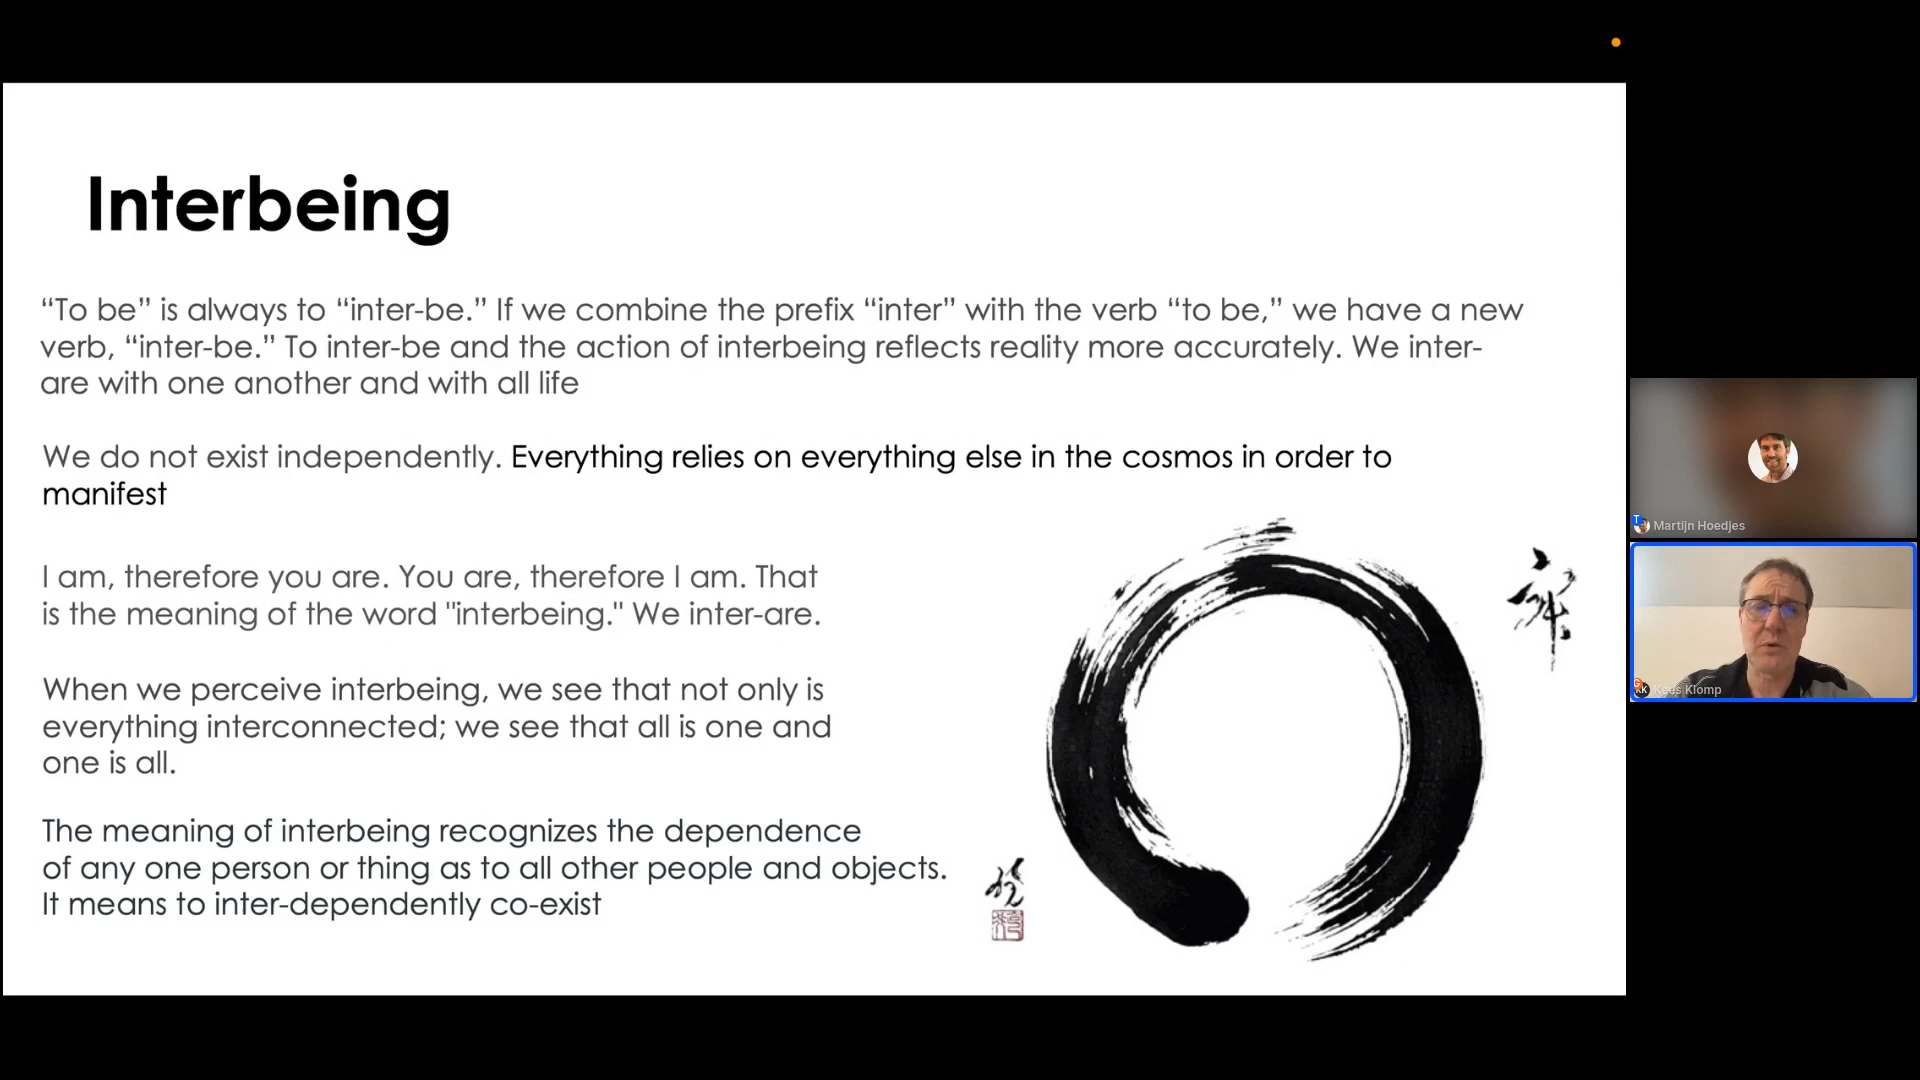 Interbeing
“To be” is always to “inter-be.” If we combine the prefix “inter” with the verb “to be,” we have a new
verb, “inter-be.” To inter-be and the action of interbeing reflects reality more accurately. We inter-
are with one another and with all life
We do not exist independently. Everything relies on everything else in the cosmos in order to
manifest
I am, therefore you are. You are, therefore I am. That
is the meaning of the word "interbeing." We inter-are.
When we perceive interbeing, we see that not only is
everything interconnected; we see that all is one and
one is all.
The meaning of interbeing recognizes the dependence
of any one person or thing as to all other people and objects.
It means to inter-dependently co-exist
Martijn Hoedjes
Kees Klomp